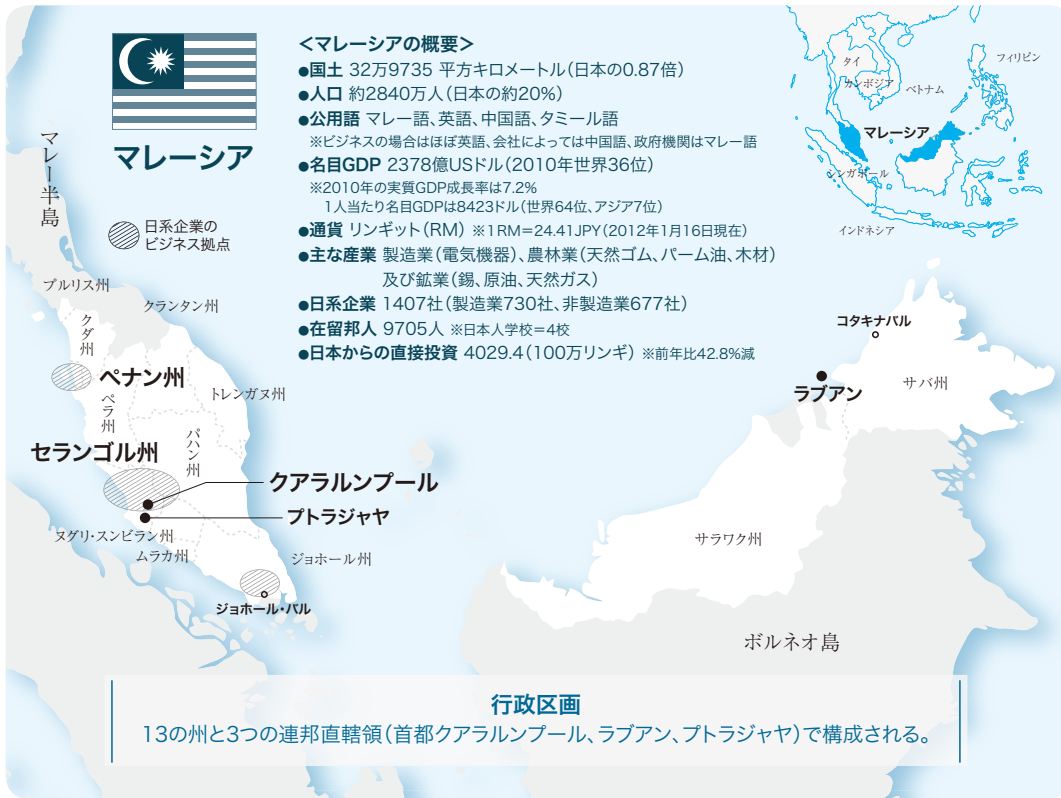 マレーシア
<マレーシアの概要>
●国土 32万9735 平方キロメートル(日本の0.87倍)
●人口 約2840万人(日本の約20%)
●公用語 マレー語、英語、中国語、タミール語
※ビジネスの場合はほぼ英語、会社によっては中国語、政府機関はマレー語
●名目GDP 2378億USドル(2010年世界36位)
※2010年の実質GDP成長率は7.2%
1人当たり名目GDPは8423ドル(世界64位、アジア7位)
●通貨 リンギット(RM) ※1RM=24.41JPY(2012年1月16日現在)
●主な産業 製造業(電気機器)、農林業(天然ゴム、パーム油、木材)
及び鉱業(錫、原油、天然ガス)
●日系企業 1407社(製造業730社、非製造業677社)
●在留邦人 9705人 ※日本人学校=4校
●日本からの直接投資 4029.4(100万リンギ) ※前年比42.8%減
タイ
カンボジア
ベトナム
フィリピン
マレーシア
シンガポール
インドネシア
マレー半島
日系企業の
ビジネス拠点
プルリス州
クランタン州
クダ州
ペナン州
ペラ州
トレンガヌ州
パハン州
セランゴル州
クアラルンプール
プトラジャヤ
ヌグリ・スンビラン州
ムラカ州
ジョホール州
ジョホール・バル
コタキナバル
ラブアン
サバ州
サラワク州
ボルネオ島
行政区画
13の州と3つの連邦直轄領(首都クアラルンプール、ラブアン、プトラジャヤ)で構成される。